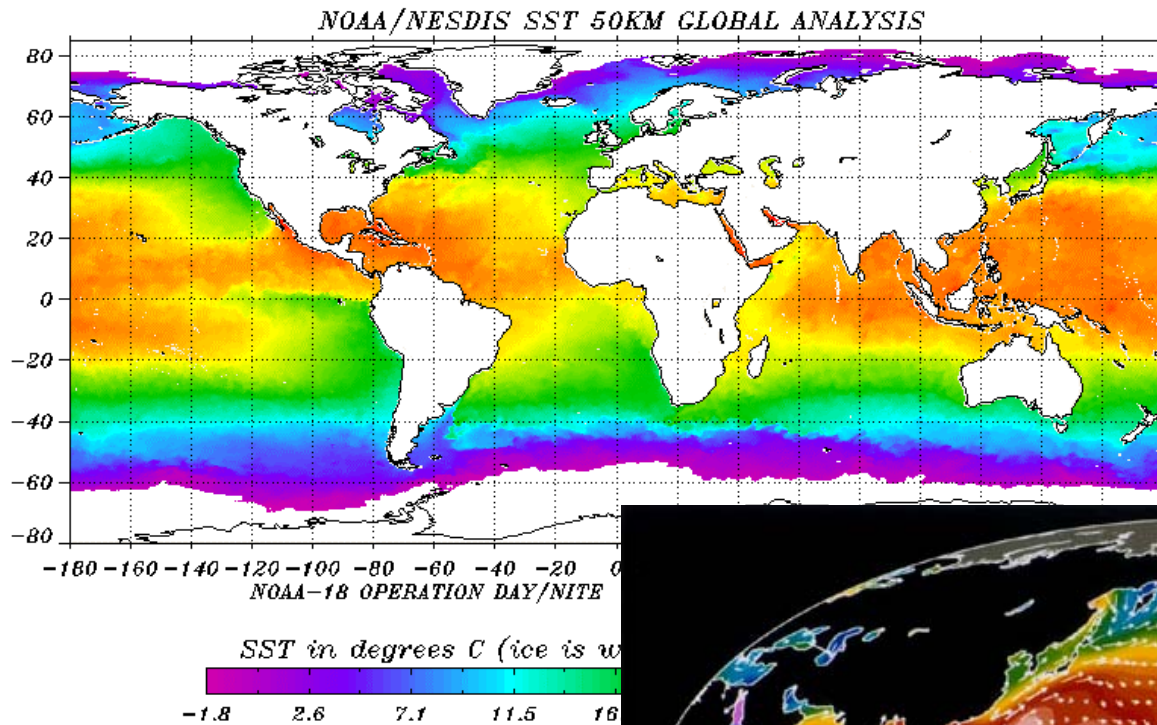 NOAA/NESDIS SST 50KM GLOBAL ANALYSIS
80
60
40
20
0
-20
-40
-60
-80
-180 -160 -140 -120 -100 -80 -60 -40 -20 0
NOAA-18 OPERATION DAY/NITE
SST in degrees C (ice is w
-1.8 2.6 7.1 11.5 16